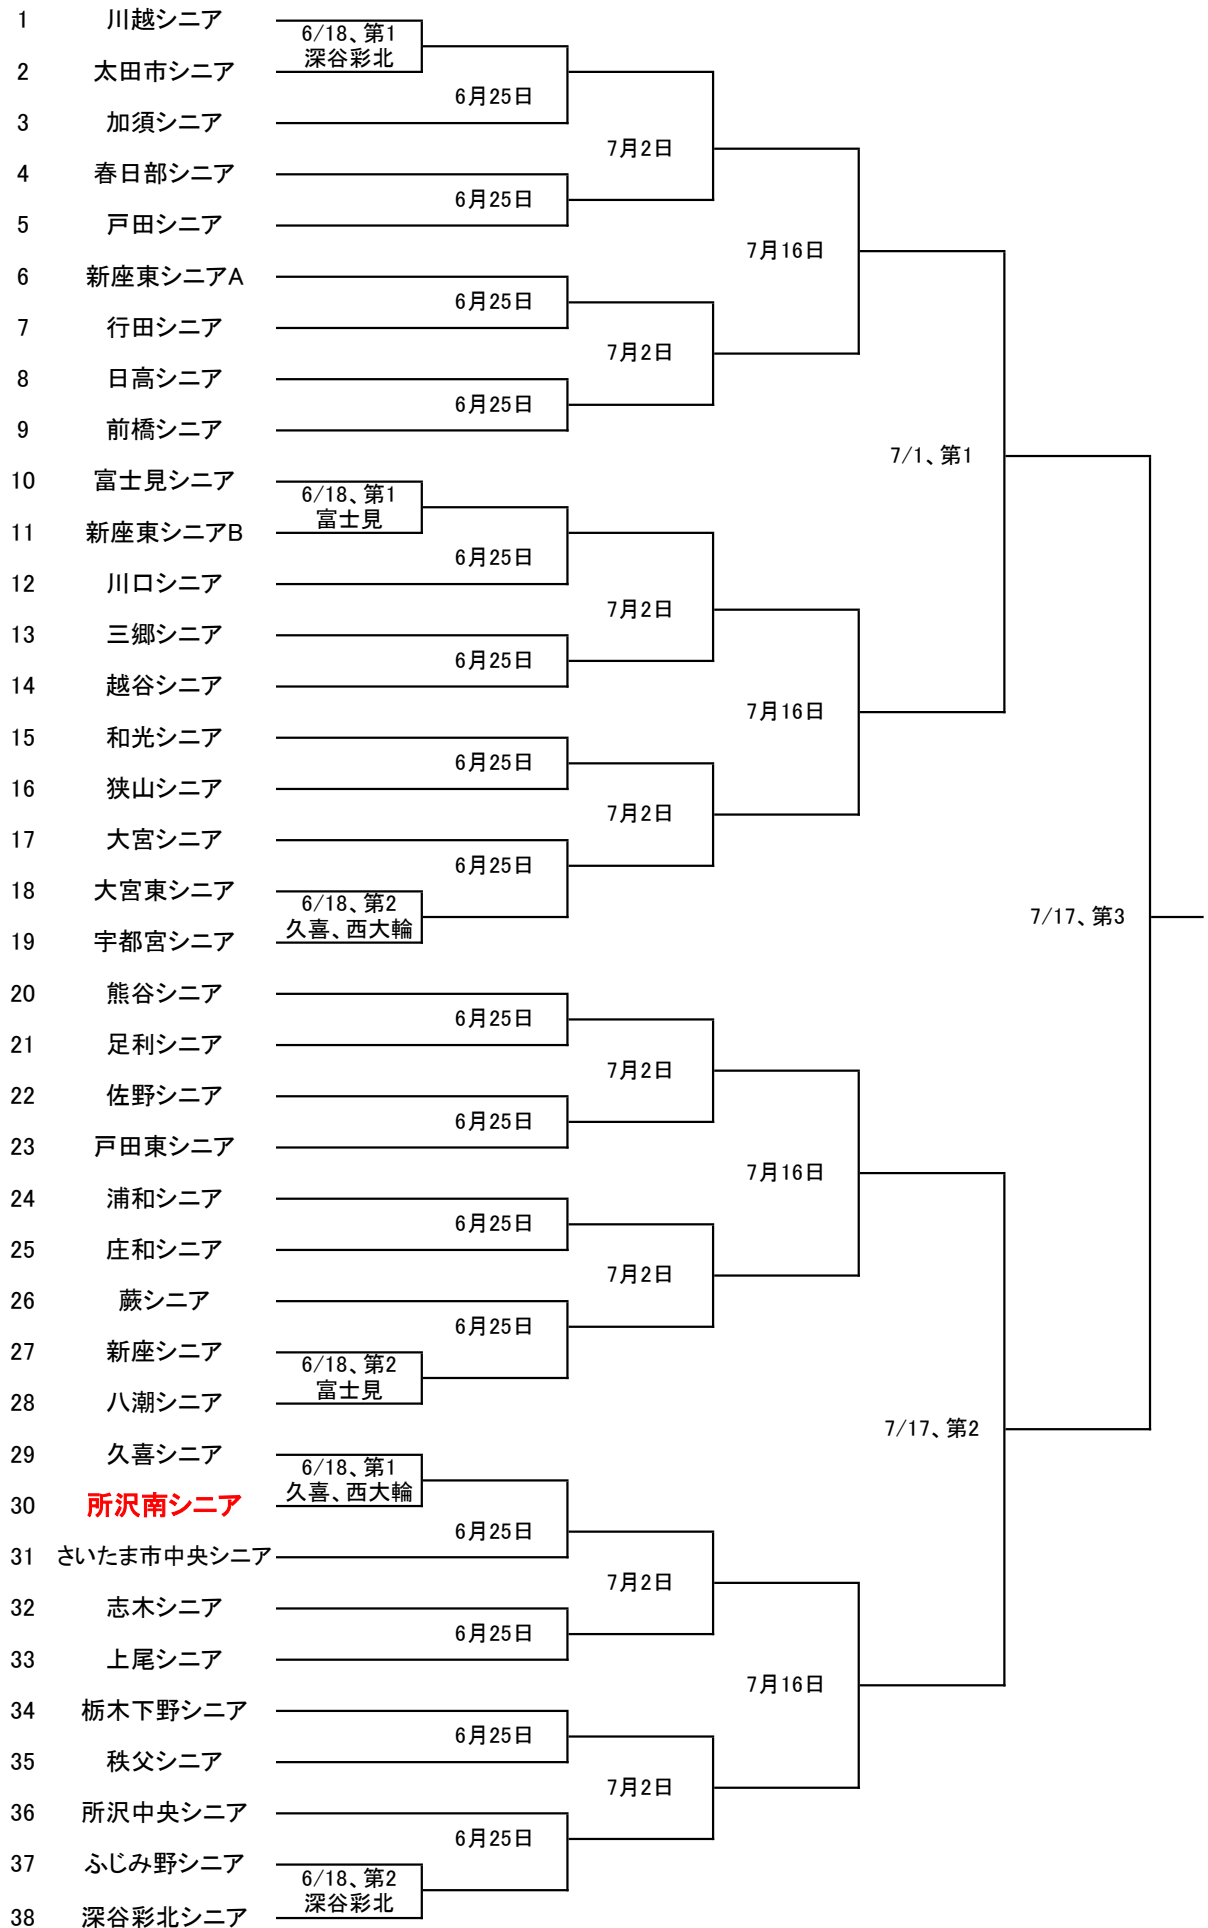 1 川越シニア
6/18、第1
深谷彩北
2 太田市シニア
6月25日
3 加須シニア
7月2日
4 春日部シニア
6月25日
5 戸田シニア
7月16日
6 新座東シニアA
6月25日
7 行田シニア
7月2日
8 日高シニア
6月25日
9 前橋シニア
7/1、第1
10 富士見シニア
6/18、第1
富士見
11 新座東シニアB
6月25日
12 川口シニア
7月2日
13 三郷シニア
6月25日
14 越谷シニア
7月16日
15 和光シニア
6月25日
16 狭山シニア
7月2日
17 大宮シニア
6月25日
18 大宮東シニア
6/18、第2
久喜、西大輪
7/17、第3
19 宇都宮シニア
20 熊谷シニア
6月25日
21 足利シニア
7月2日
22 佐野シニア
6月25日
23 戸田東シニア
7月16日
24 浦和シニア
6月25日
25 庄和シニア
7月2日
26 蕨シニア
6月25日
27 新座シニア
6/18、第2
富士見
28 八潮シニア
7/17、第2
29 久喜シニア
6/18、第1
久喜、西大輪
30 所沢南シニア
6月25日
31 さいたま市中央シニア
7月2日
32 志木シニア
6月25日
33 上尾シニア
7月16日
34 栃木下野シニア
6月25日
35 秩父シニア
7月2日
36 所沢中央シニア
6月25日
37 ふじみ野シニア
6/18、第2
深谷彩北
38 深谷彩北シニア